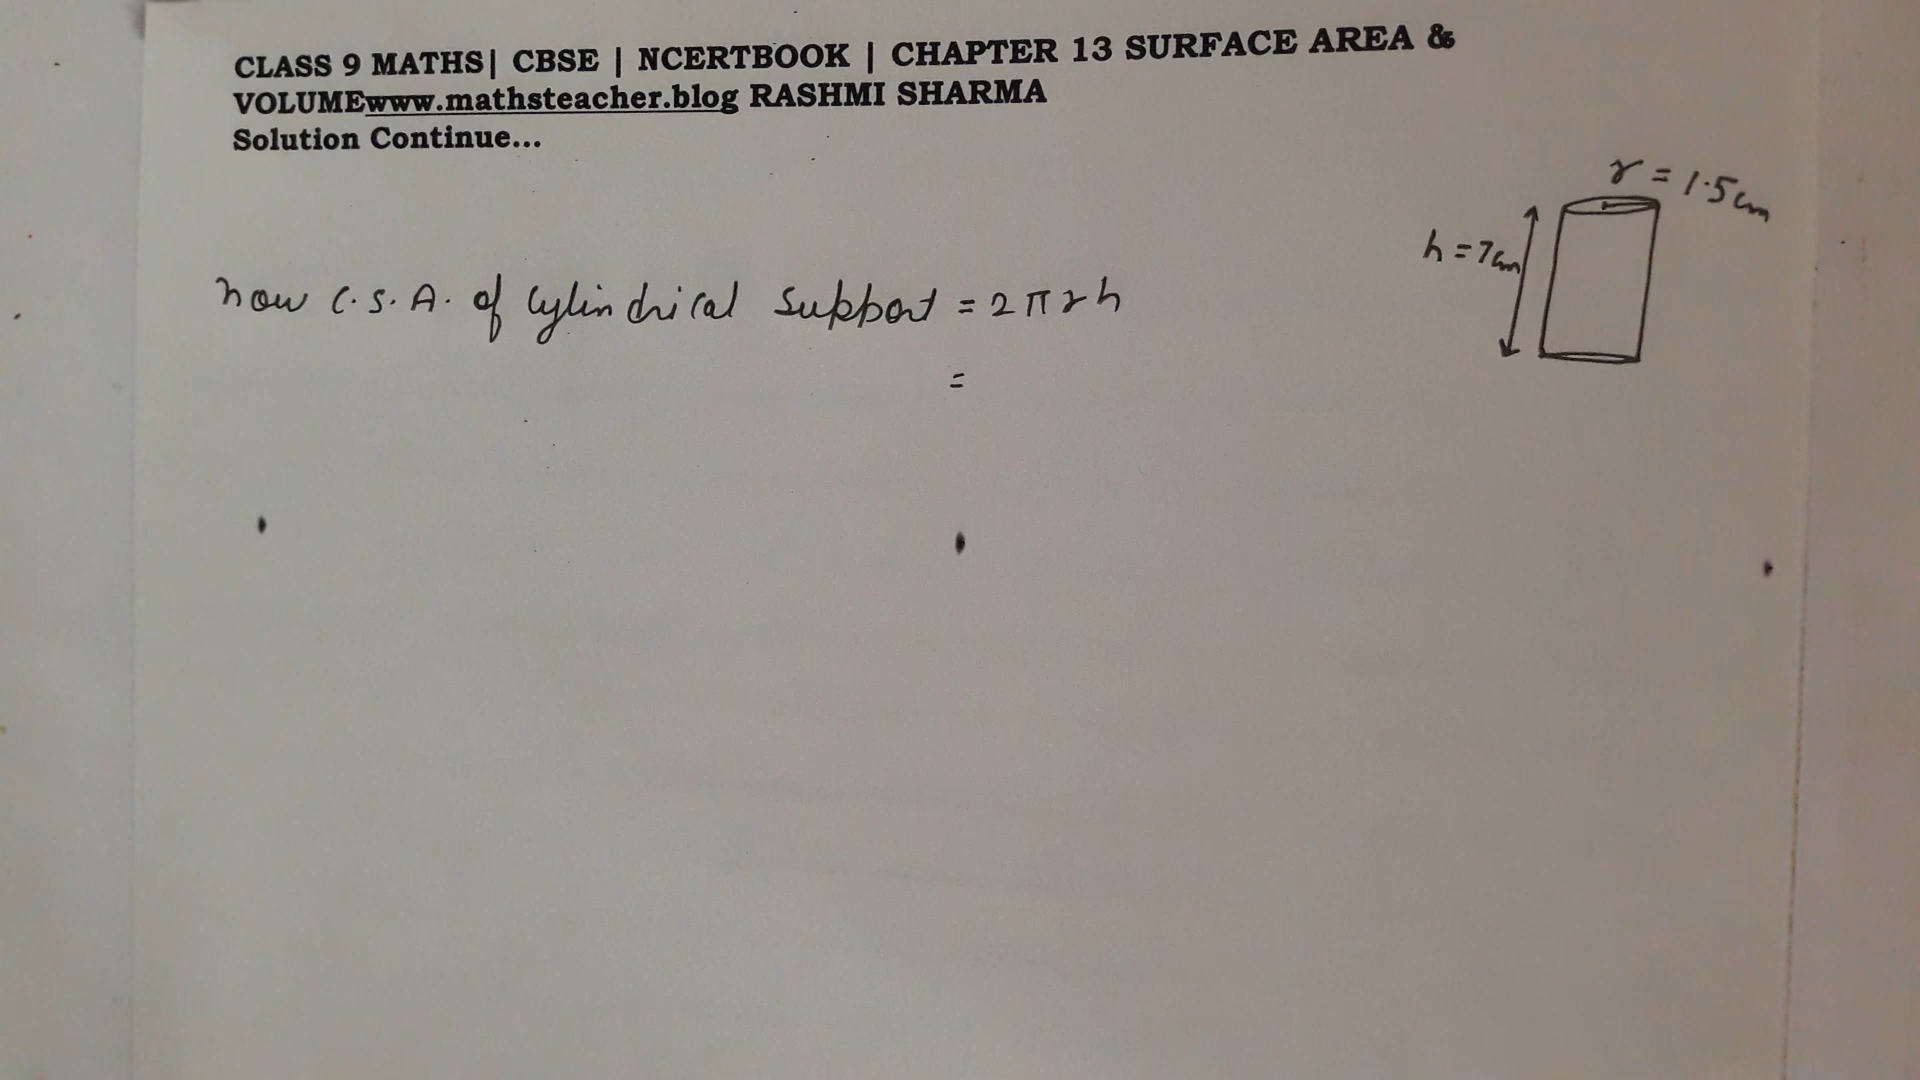 CLASS 9 MATHS| CBSE | NCERTBOOK | CHAPTER 13 SURFACE AREA &
VOLUMEwww.mathsteacher.blog RASHMI SHARMA
Solution Continue...
r = 1.5cm
h = 7cm
now C.S.A. of Cylindrical Support = 2πrh
=